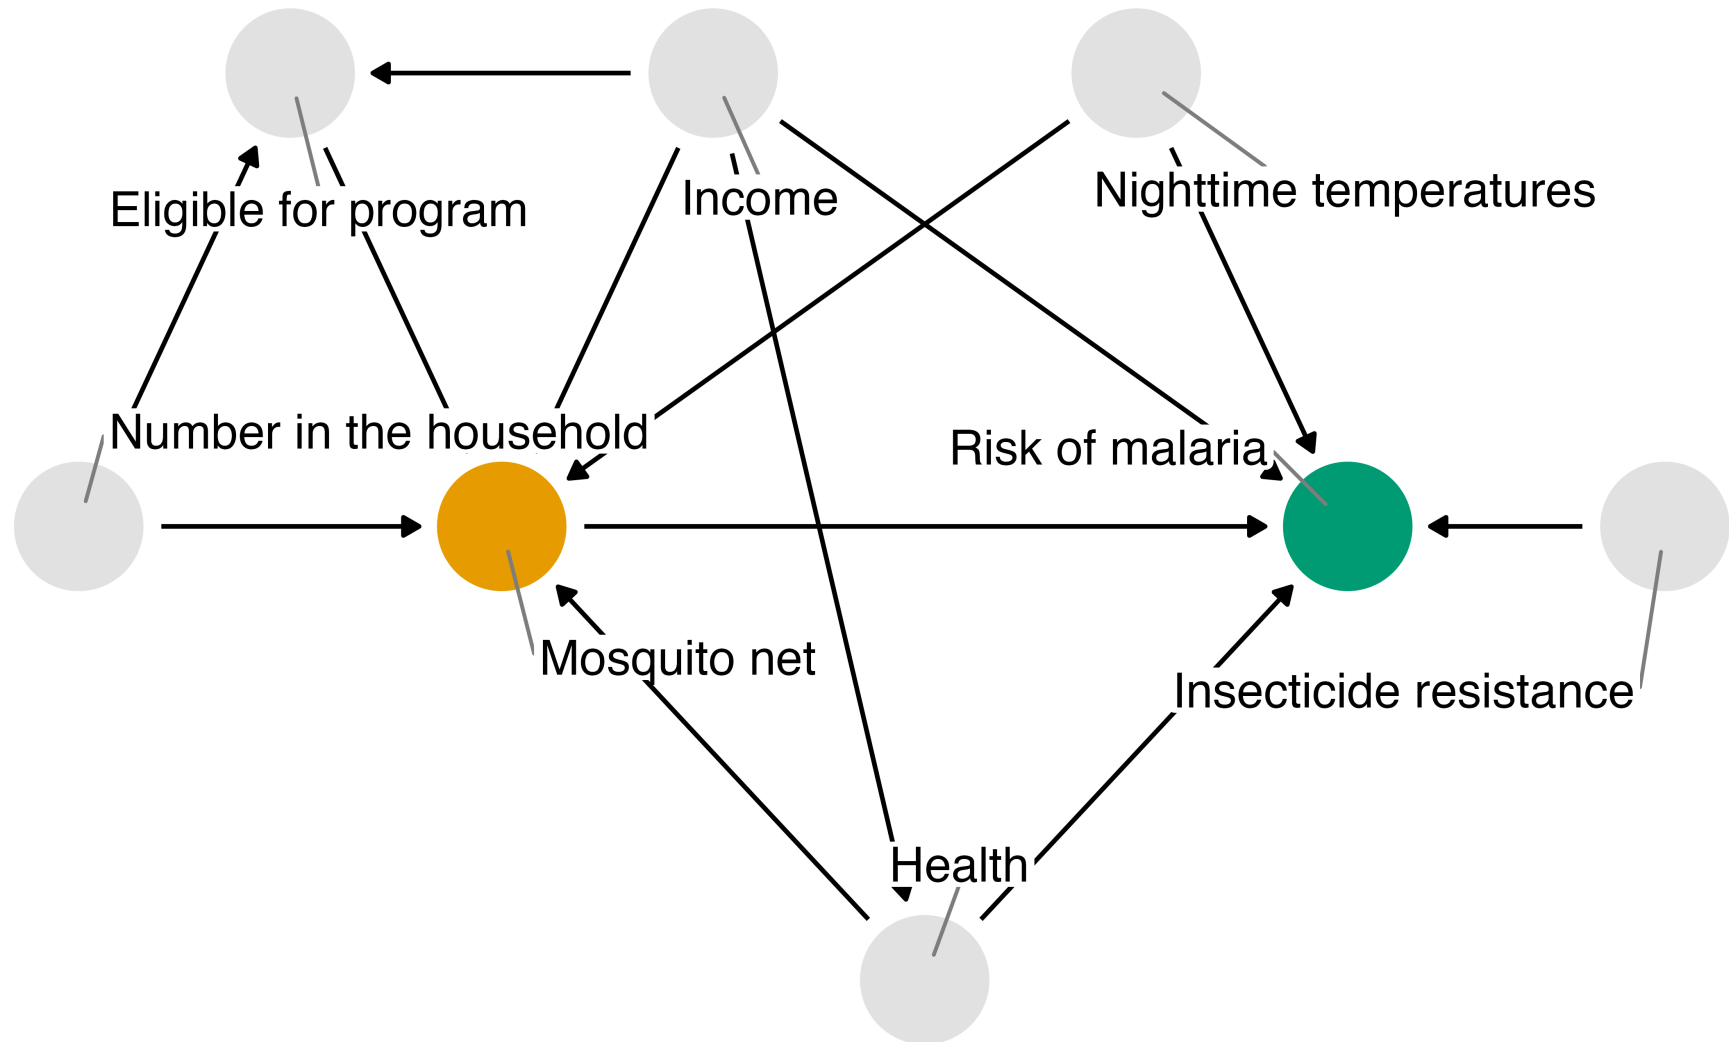 Eligible for program
Income
Nighttime temperatures
Number in the household
Risk of malaria
Mosquito net
Insecticide resistance
Health